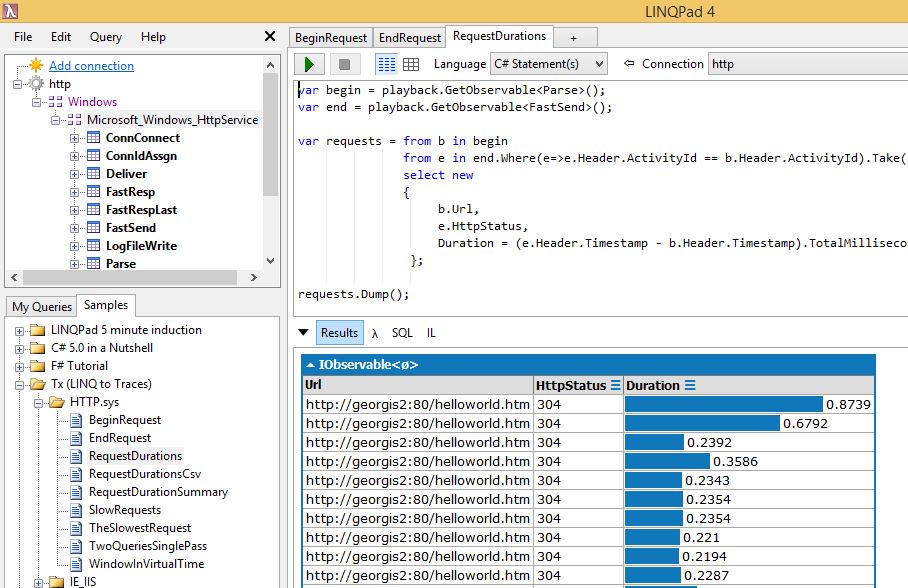 LINQPad 4
File Edit Query Help
Add connection
http
Windows
Microsoft_Windows_HttpService
ConnConnect
ConnIdAssgn
Deliver
FastResp
FastRespLast
FastSend
LogFileWrite
Parse
My Queries Samples
LINQPad 5 minute induction
C# 5.0 in a Nutshell
F# Tutorial
Tx (LINQ to Traces)
HTTP.sys
BeginRequest
EndRequest
RequestDurations
RequestDurationsCsv
RequestDurationSummary
SlowRequests
TheSlowestRequest
TwoQueriesSinglePass
WindowInVirtualTime
IE_IIS
BeginRequest EndRequest RequestDurations +
Language C# Statement(s) Connection http
var begin = playback.GetObservable<Parse>();
var end = playback.GetObservable<FastSend>();
var requests = from b in begin
from e in end.Where(e=>e.Header.ActivityId == b.Header.ActivityId).Take(
select new
{
b.Url,
e.HttpStatus,
Duration = (e.Header.Timestamp - b.Header.Timestamp).TotalMilliseco
};
requests.Dump();
Results λ SQL IL
IObservable<ø>
Url HttpStatus Duration
http://georgis2:80/helloworld.htm 304 0.8739
http://georgis2:80/helloworld.htm 304 0.6792
http://georgis2:80/helloworld.htm 304 0.2392
http://georgis2:80/helloworld.htm 304 0.3586
http://georgis2:80/helloworld.htm 304 0.2343
http://georgis2:80/helloworld.htm 304 0.2354
http://georgis2:80/helloworld.htm 304 0.2354
http://georgis2:80/helloworld.htm 304 0.221
http://georgis2:80/helloworld.htm 304 0.2194
http://georgis2:80/helloworld.htm 304 0.2287